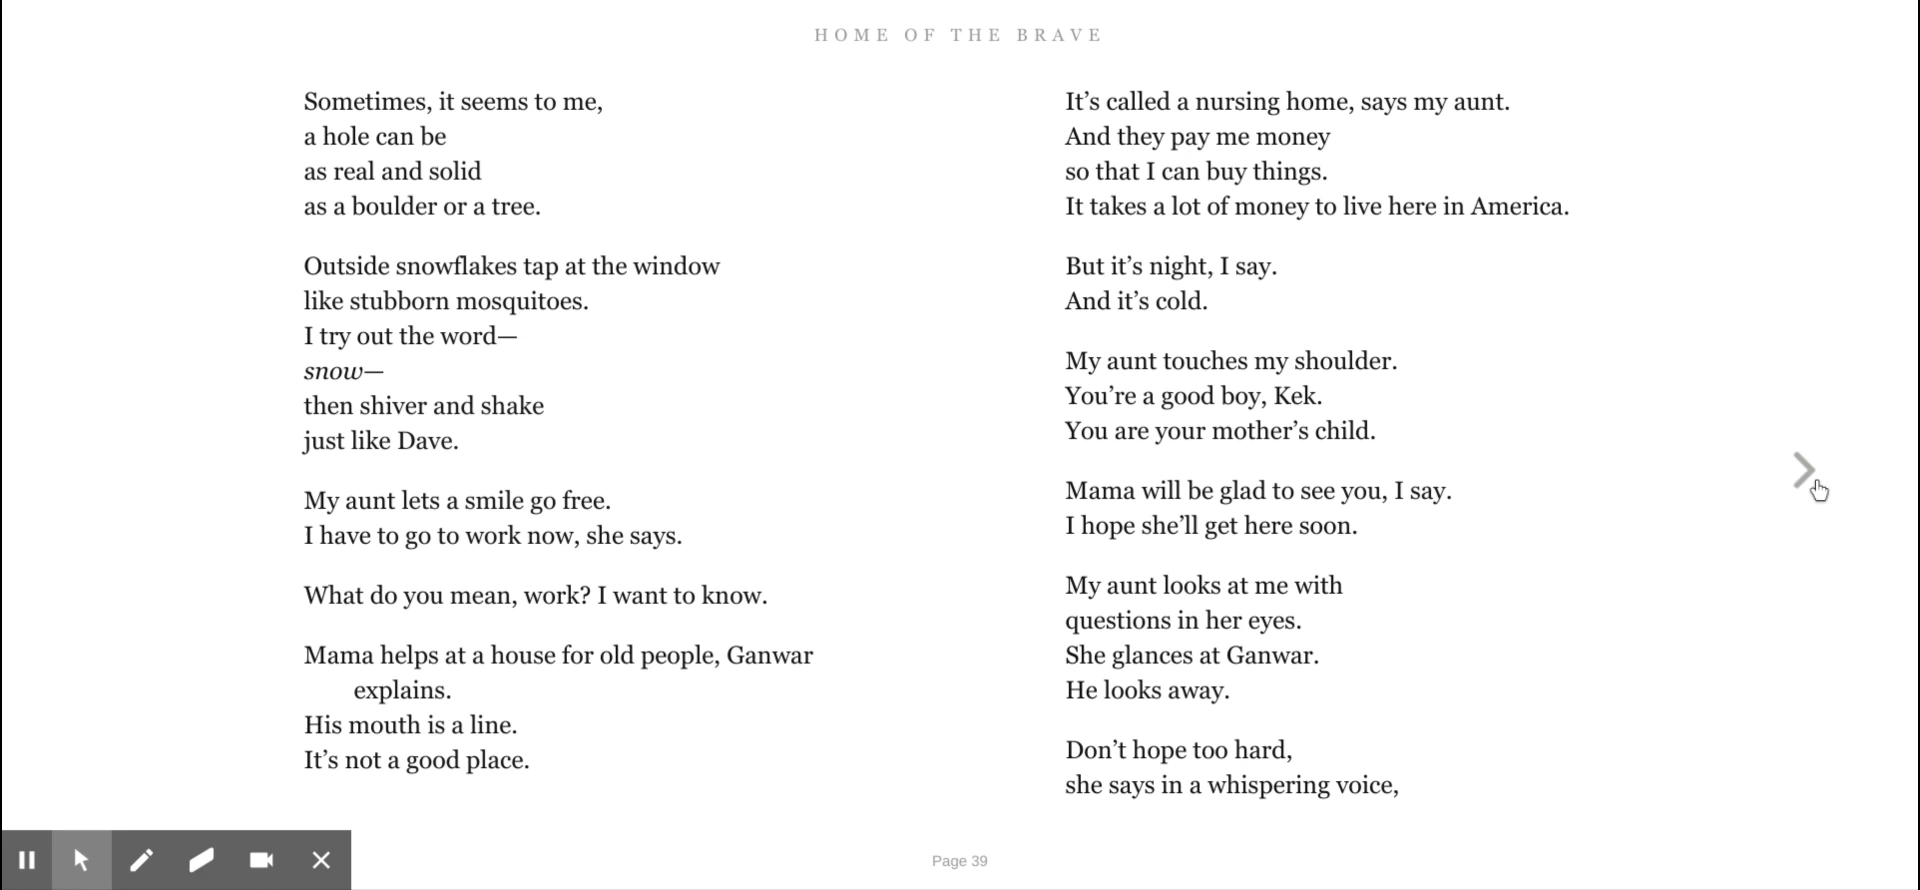 HOME OF THE BRAVE
Sometimes, it seems to me,
a hole can be
as real and solid
as a boulder or a tree.
Outside snowflakes tap at the window
like stubborn mosquitoes.
I try out the word—
snow—
then shiver and shake
just like Dave.
My aunt lets a smile go free.
I have to go to work now, she says.
What do you mean, work? I want to know.
Mama helps at a house for old people, Ganwar
explains.
His mouth is a line.
It’s not a good place.
It’s called a nursing home, says my aunt.
And they pay me money
so that I can buy things.
It takes a lot of money to live here in America.
But it’s night, I say.
And it’s cold.
My aunt touches my shoulder.
You’re a good boy, Kek.
You are your mother’s child.
Mama will be glad to see you, I say.
I hope she’ll get here soon.
My aunt looks at me with
questions in her eyes.
She glances at Ganwar.
He looks away.
Don’t hope too hard,
she says in a whispering voice,
Page 39